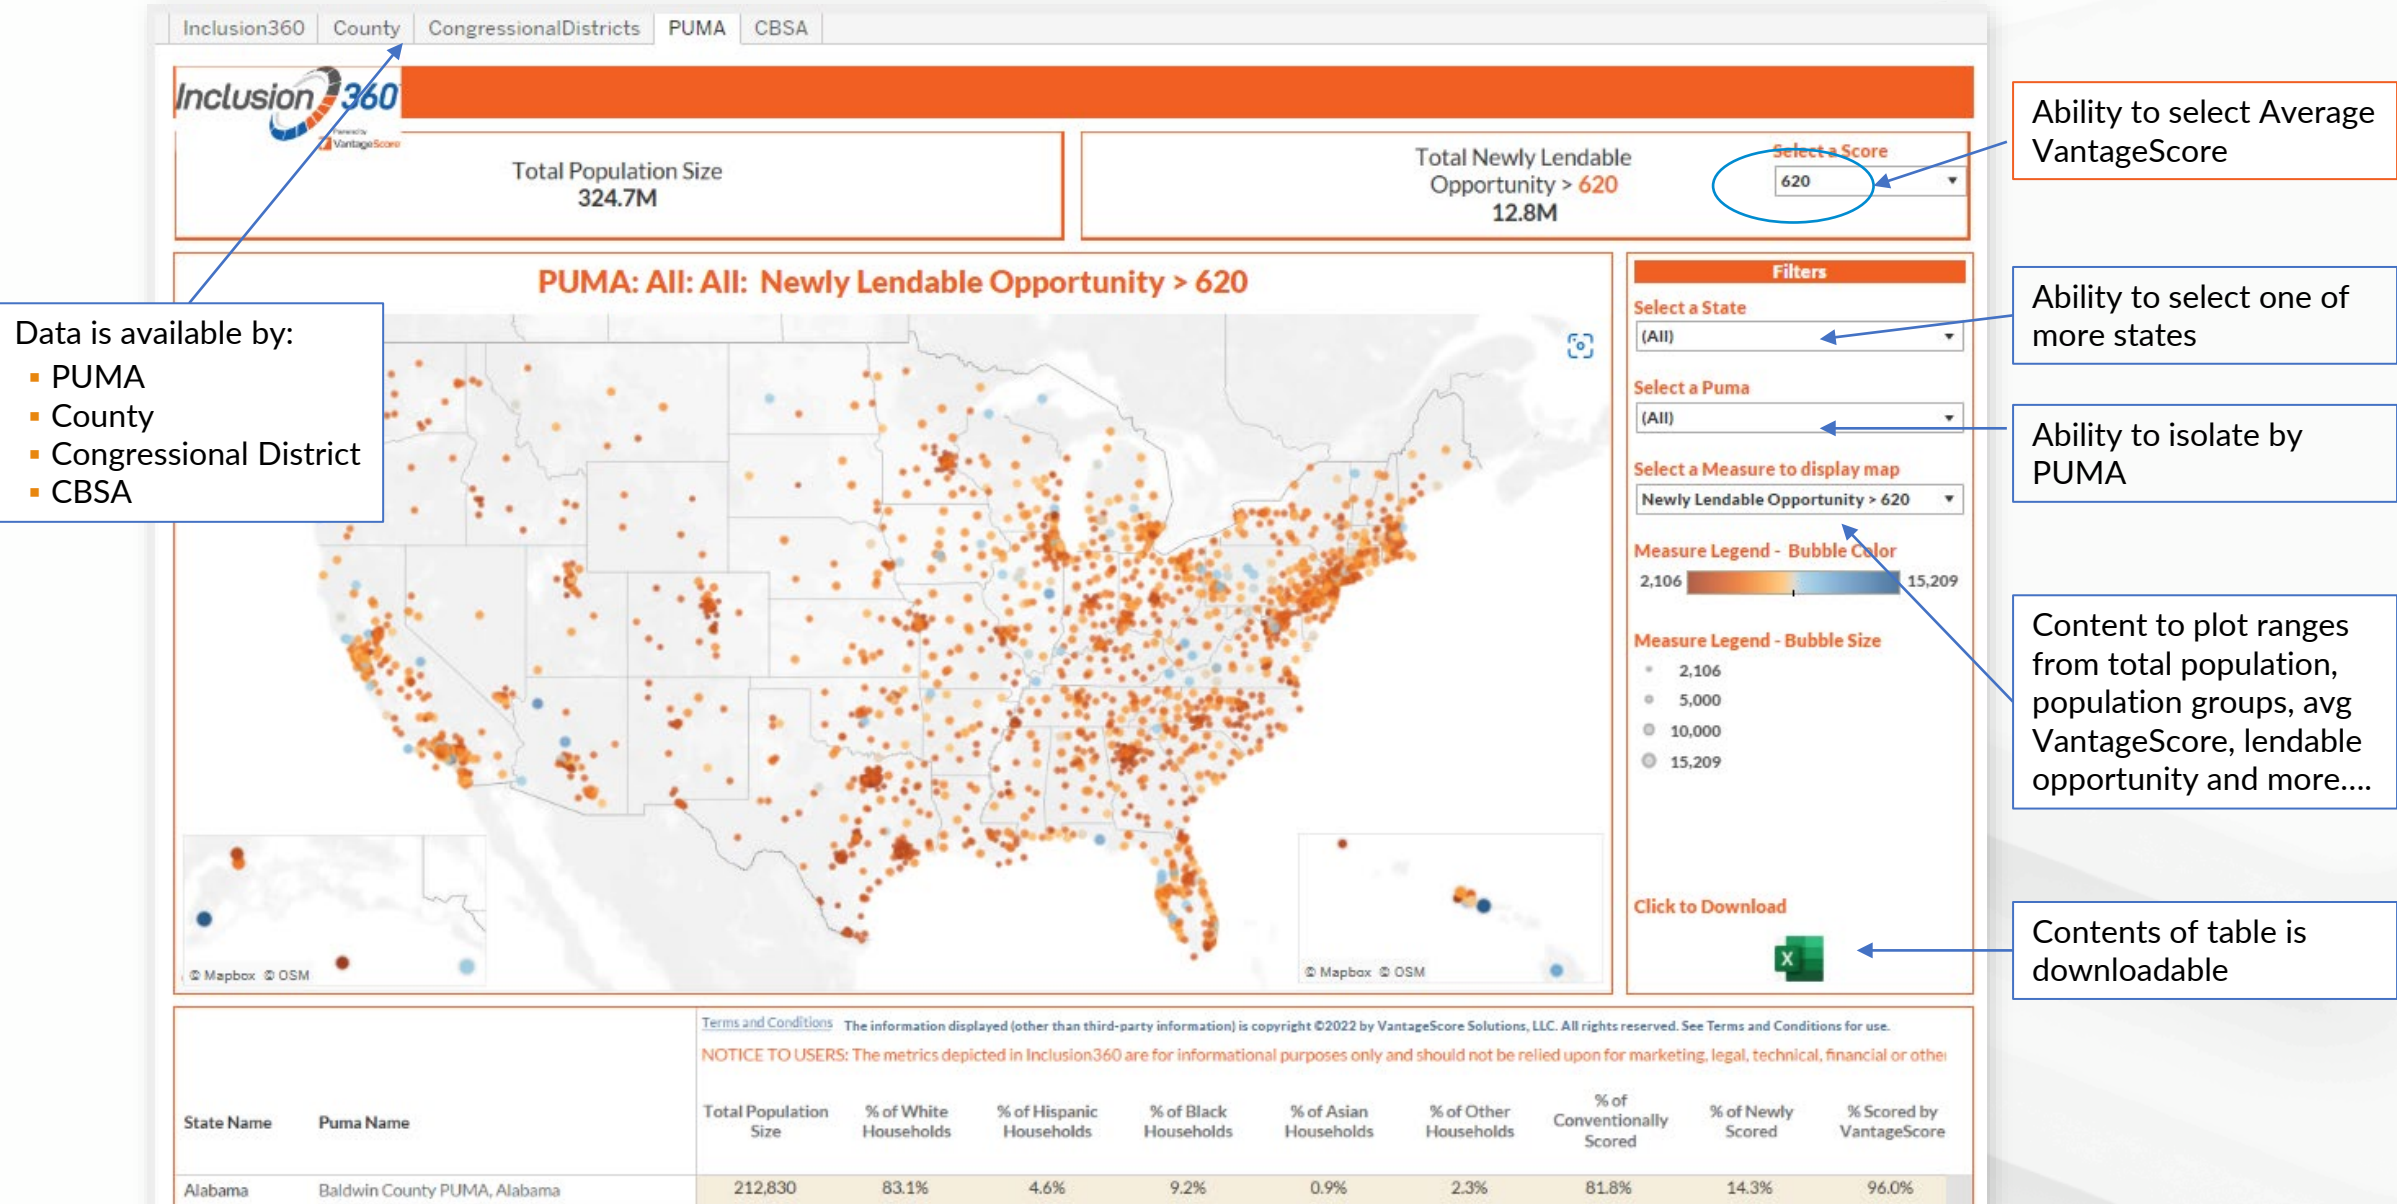 Inclusion360 County CongressionalDistricts PUMA CBSA
Inclusion 360
Powered by
VantageScore
Total Population Size
324.7M
Total Newly Lendable
Opportunity > 620
12.8M
Select a Score
620
Ability to select Average
VantageScore
PUMA: All: All: Newly Lendable Opportunity > 620
Data is available by:
▪ PUMA
▪ County
▪ Congressional District
▪ CBSA
© Mapbox © OSM
© Mapbox © OSM
Filters
Select a State
(All)
Select a Puma
(All)
Select a Measure to display map
Newly Lendable Opportunity > 620
Measure Legend - Bubble Color
2,106 15,209
Measure Legend - Bubble Size
2,106
5,000
10,000
15,209
Click to Download
X
Ability to select one of
more states
Ability to isolate by
PUMA
Content to plot ranges
from total population,
population groups, avg
VantageScore, lendable
opportunity and more....
Contents of table is
downloadable
Terms and Conditions The information displayed (other than third-party information) is copyright ©2022 by VantageScore Solutions, LLC. All rights reserved. See Terms and Conditions for use.
NOTICE TO USERS: The metrics depicted in Inclusion360 are for informational purposes only and should not be relied upon for marketing, legal, technical, financial or other
State Name Puma Name Total Population Size % of White Households % of Hispanic Households % of Black Households % of Asian Households % of Other Households % of Conventionally Scored % of Newly Scored % Scored by VantageScore
Alabama Baldwin County PUMA, Alabama 212,830 83.1% 4.6% 9.2% 0.9% 2.3% 81.8% 14.3% 96.0%